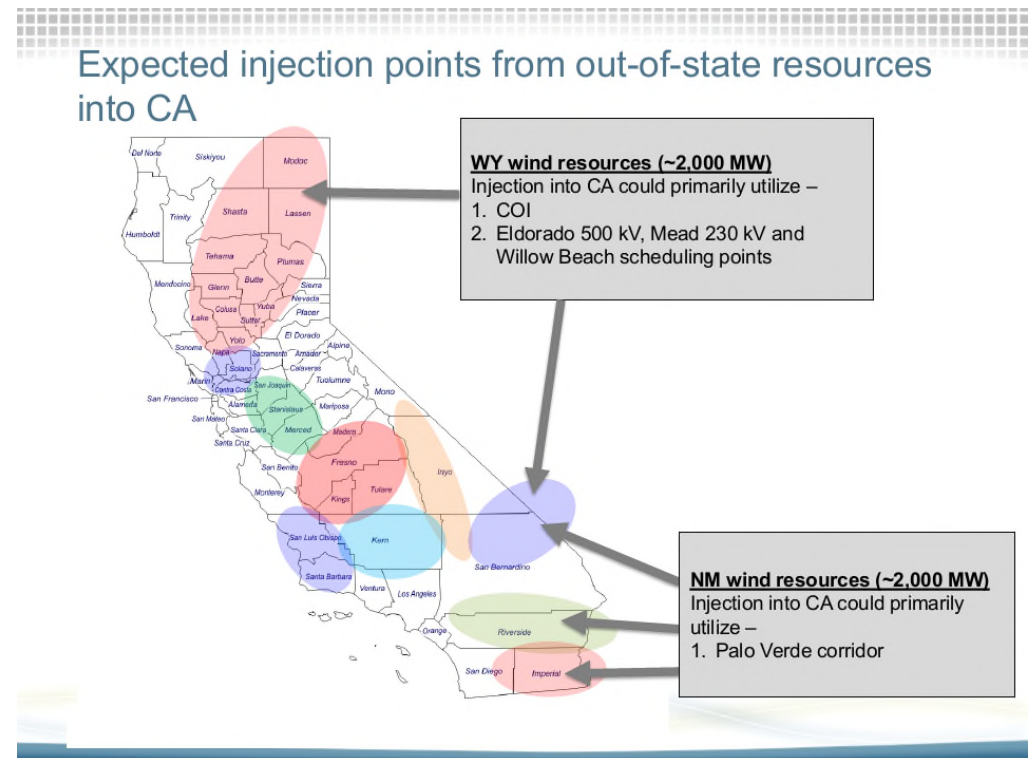 Expected injection points from out-of-state resources
into CA
WY wind resources (~2,000 MW)
Injection into CA could primarily utilize –
1. COI
2. Eldorado 500 kV, Mead 230 kV and
Willow Beach scheduling points
NM wind resources (~2,000 MW)
Injection into CA could primarily
utilize –
1. Palo Verde corridor
Del Norte
Siskiyou
Modoc
Trinity
Shasta
Lassen
Humboldt
Tehama
Plumas
Mendocino
Glenn
Butte
Sierra
Nevada
Colusa
Yuba
Placer
Lake
Sutter
Yolo
El Dorado
Sonoma
Napa
Sacramento
Amador
Alpine
Solano
Calaveras
Marin
Contra Costa
San Joaquin
Tuolumne
Mono
San Francisco
Alameda
Stanislaus
Mariposa
San Mateo
Santa Clara
Merced
Madera
Santa Cruz
San Benito
Fresno
Inyo
Monterey
Kings
Tulare
San Luis Obispo
Kern
San Bernardino
Santa Barbara
Ventura
Los Angeles
Orange
Riverside
San Diego
Imperial